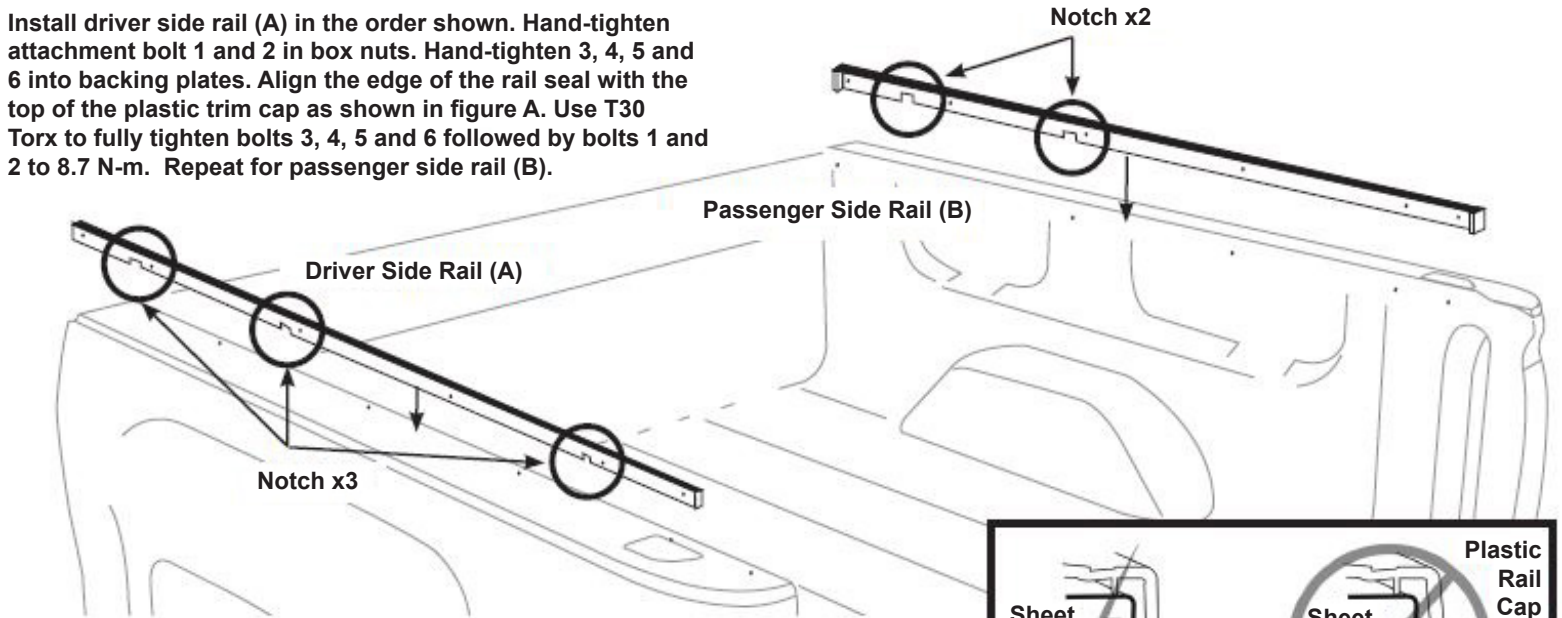 Install driver side rail (A) in the order shown. Hand-tighten
attachment bolt 1 and 2 in box nuts. Hand-tighten 3, 4, 5 and
6 into backing plates. Align the edge of the rail seal with the
top of the plastic trim cap as shown in figure A. Use T30
Torx to fully tighten bolts 3, 4, 5 and 6 followed by bolts 1 and
2 to 8.7 N-m. Repeat for passenger side rail (B).
Notch x2
Passenger Side Rail (B)
Driver Side Rail (A)
Notch x3
Plastic
Rail
Cap
Sheet
Sheet